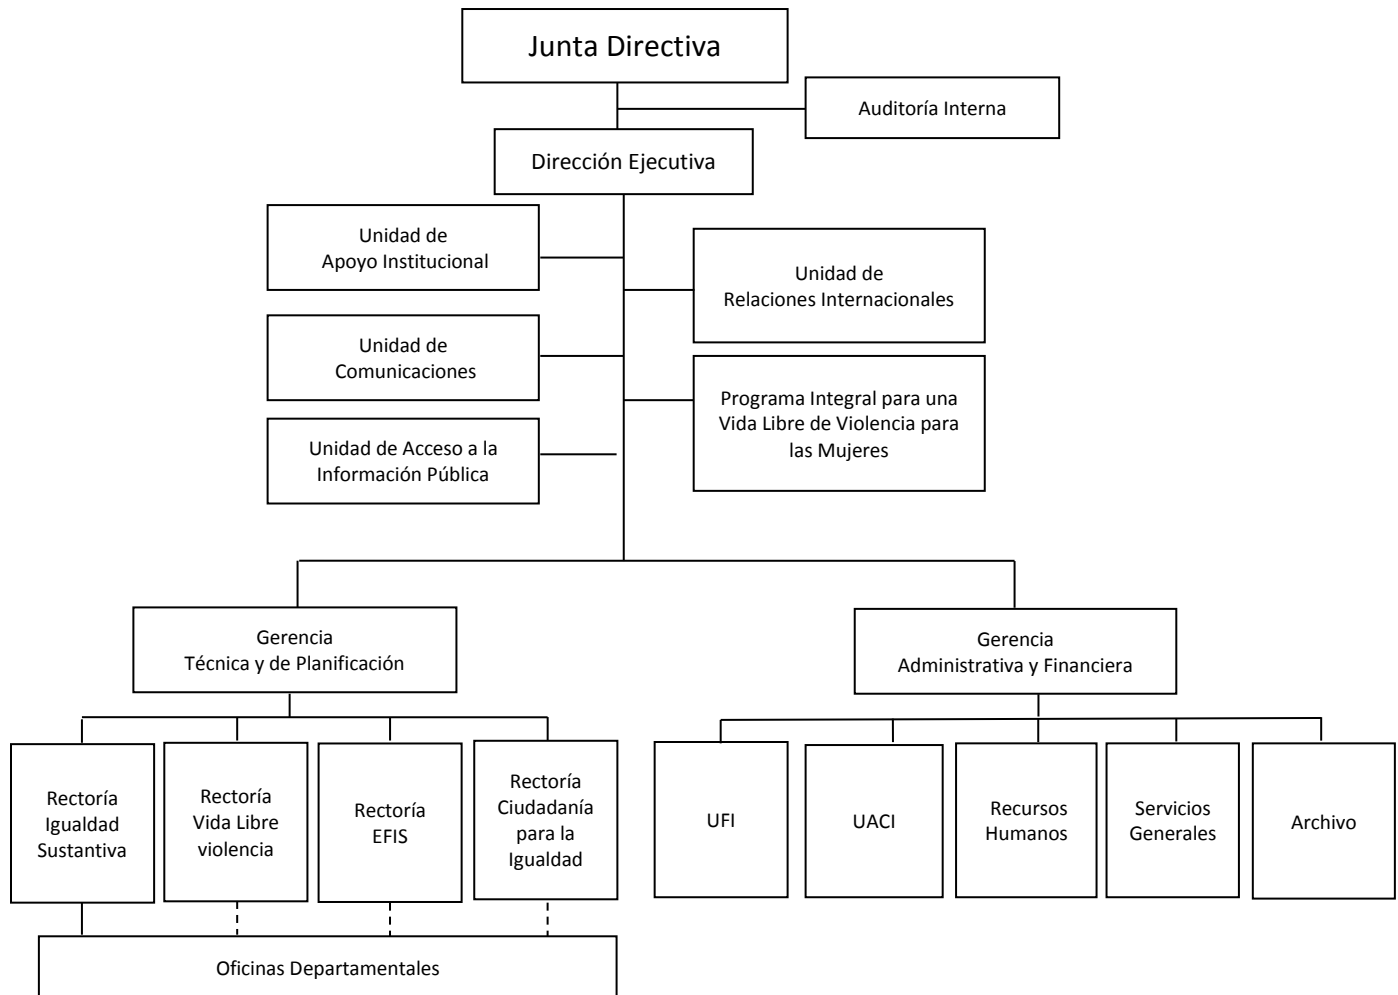 Junta Directiva
Auditoría Interna
Dirección Ejecutiva
Unidad de
Apoyo Institucional
Unidad de
Relaciones Internacionales
Unidad de
Comunicaciones
Programa Integral para una
Vida Libre de Violencia para
las Mujeres
Unidad de Acceso a la
Información Pública
Gerencia
Técnica y de Planificación
Gerencia
Administrativa y Financiera
Rectoría
Igualdad
Sustantiva
Rectoría
Vida Libre
violencia
Rectoría
EFIS
Rectoría
Ciudadanía
para la
Igualdad
UFI
UACI
Recursos
Humanos
Servicios
Generales
Archivo
Oficinas Departamentales